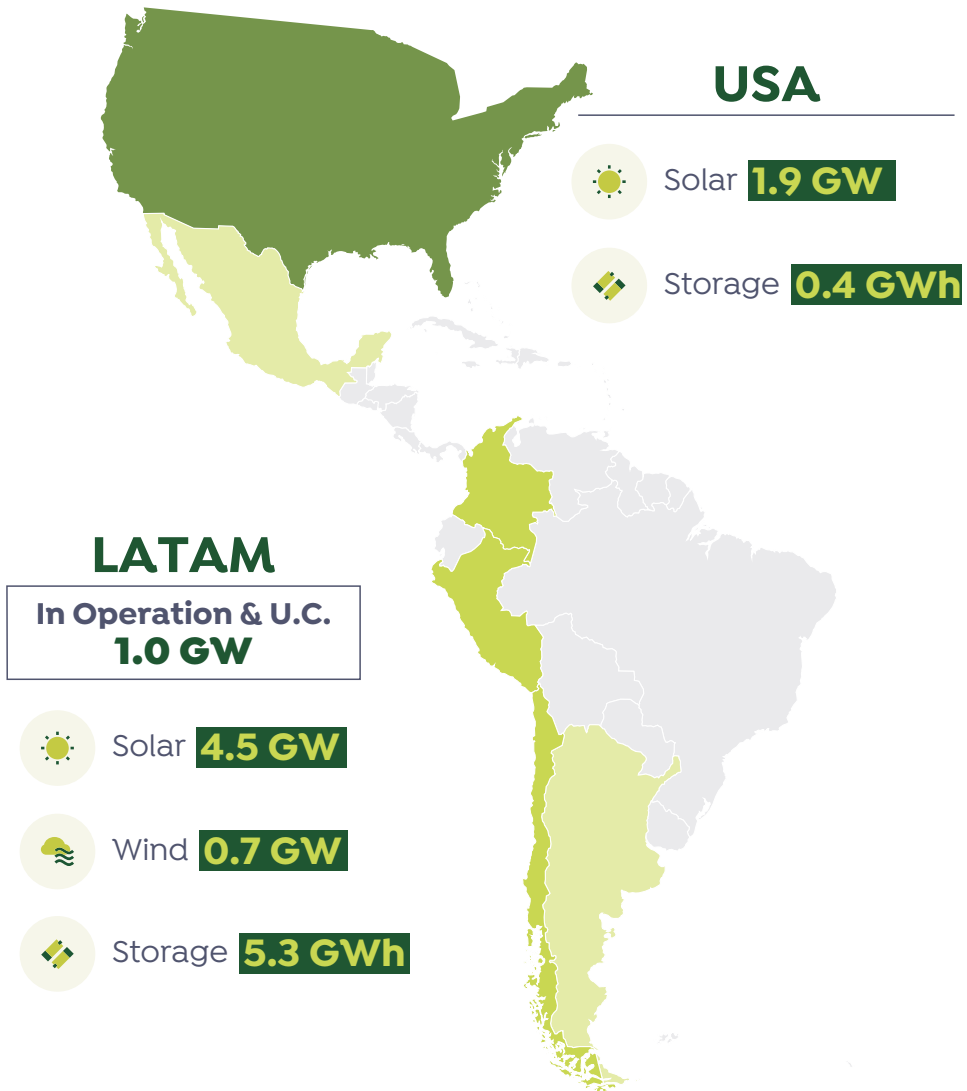 USA
Solar 1.9 GW
Storage 0.4 GWh
LATAM
In Operation & U.C.
1.0 GW
Solar 4.5 GW
Wind 0.7 GW
Storage 5.3 GWh